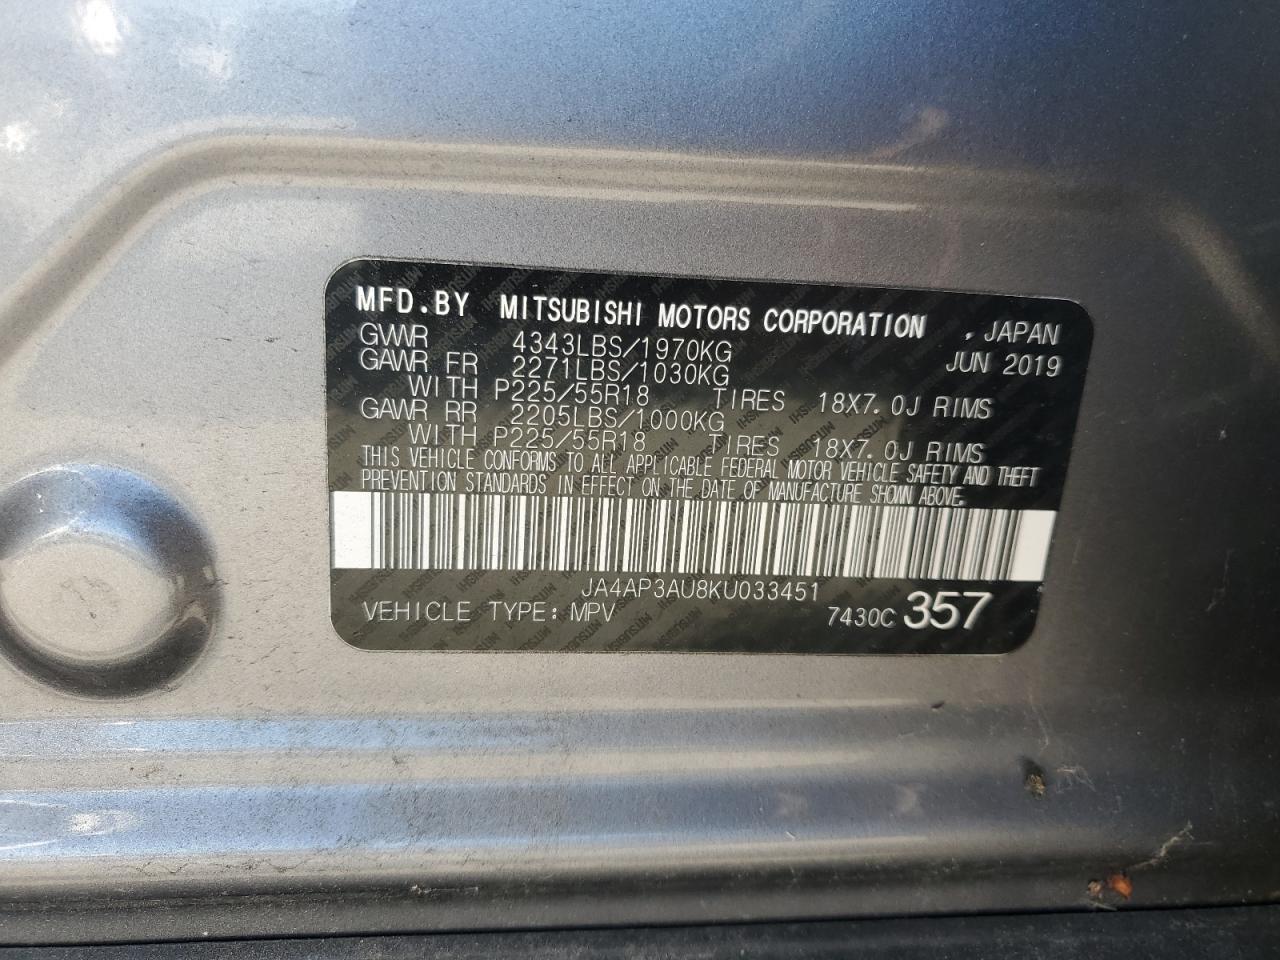 MFD.BY MITSUBISHI MOTORS CORPORATION , JAPAN
GWWR 4343LBS/1970KG JUN 2019
GAWR FR 2271LBS/1030KG
WITH P225/55R18 TIRES 18X7.0J RIMS
GAWR RR 2205LBS/1000KG
WITH P225/55R18 TIRES 18X7.0J RIMS
THIS VEHICLE CONFORMS TO ALL APPLICABLE FEDERAL MOTOR VEHICLE SAFETY AND THEFT
PREVENTION STANDARDS IN EFFECT ON THE DATE OF MANUFACTURE SHOWN ABOVE.
JA4AP3AU8KU033451
VEHICLE TYPE: MPV 7430C 357